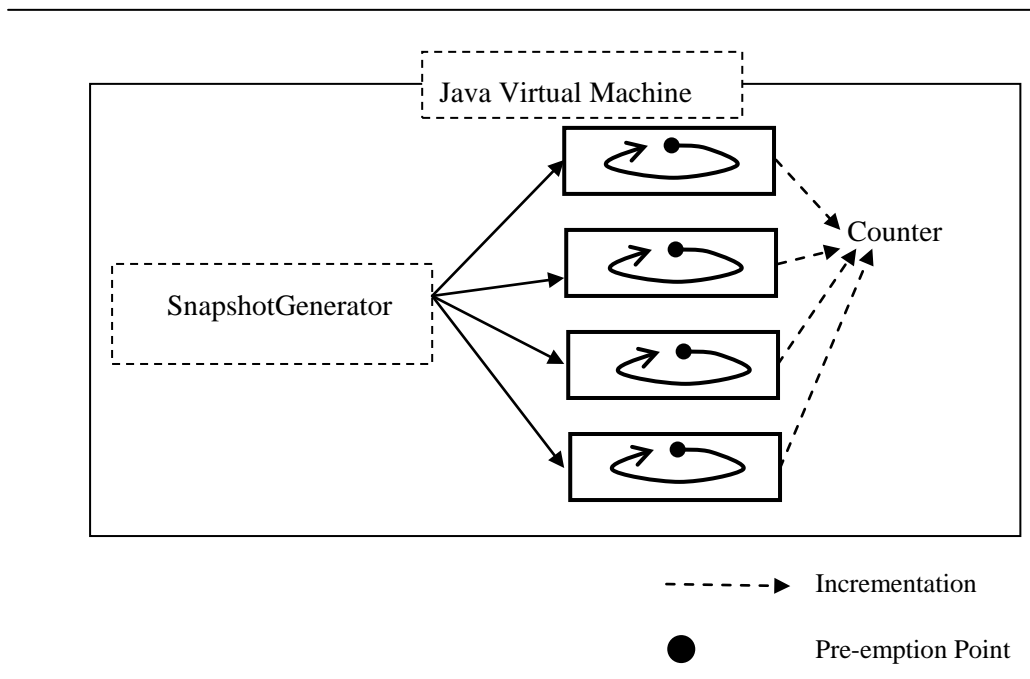 Java Virtual Machine
Counter
SnapshotGenerator
Incrementation
Pre-emption Point